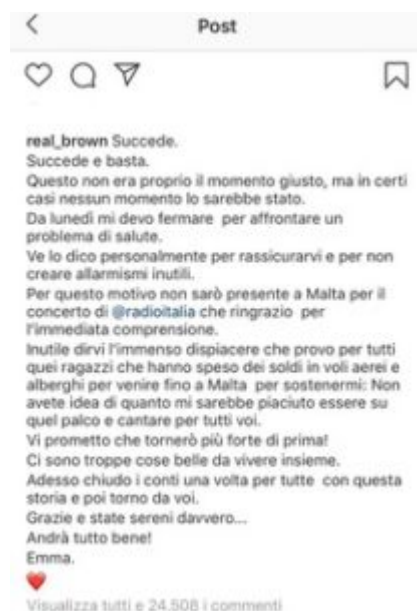 Post
real_brown Succede.
Succede e basta.
Questo non era proprio il momento giusto, ma in certi
casi nessun momento lo sarebbe stato.
Da lunedì mi devo fermare per affrontare un
problema di salute.
Ve lo dico personalmente per rassicurarvi e per non
creare allarmismi inutili.
Per questo motivo non sarò presente a Malta per il
concerto di @radioitalia che ringrazio per
l'immediata comprensione.
Inutile dirvi l'immenso dispiacere che provo per tutti
quei ragazzi che hanno speso dei soldi in voli aerei e
alberghi per venire fino a Malta per sostenermi: Non
avete idea di quanto mi sarebbe piaciuto essere su
quel palco e cantare per tutti voi.
Vi prometto che tornerò più forte di prima!
Ci sono troppe cose belle da vivere insieme.
Adesso chiudo i conti una volta per tutte con questa
storia e poi torno da voi.
Grazie e state sereni davvero...
Andrà tutto bene!
Emma.
Visualizza tutti e 24.508 i commenti